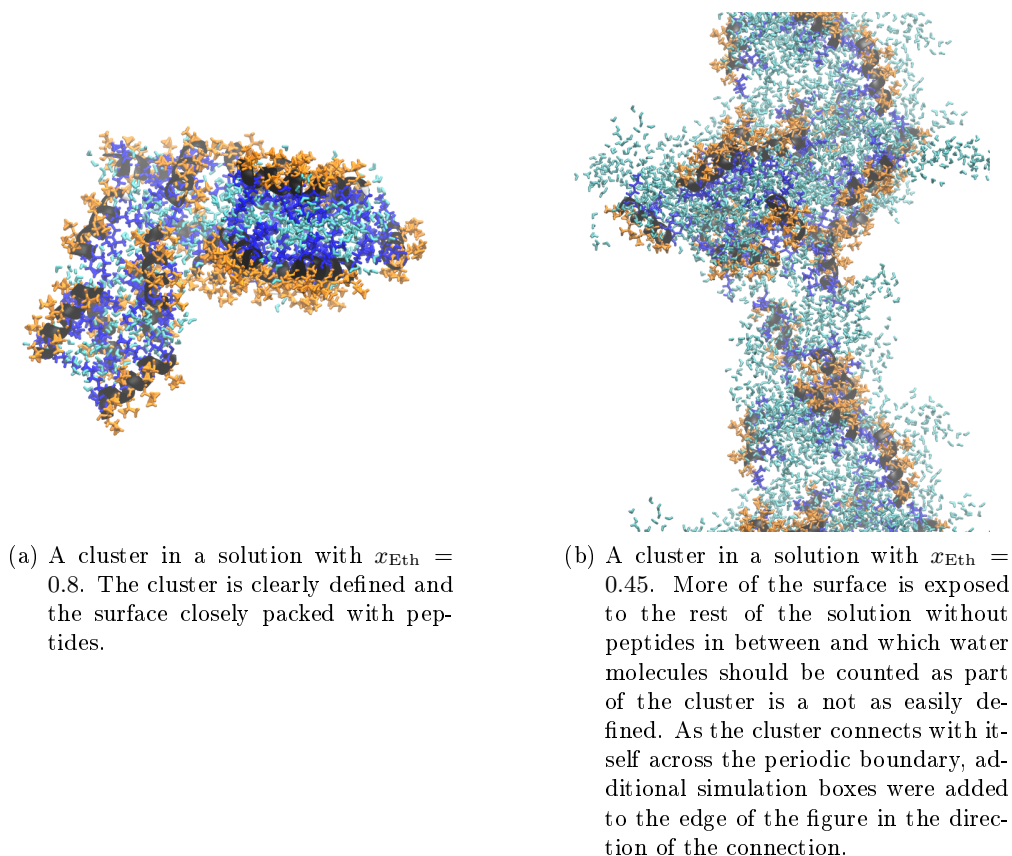 (a) A cluster in a solution with x_Eth =
0.8. The cluster is clearly defined and
the surface closely packed with pep-
tides.
(b) A cluster in a solution with x_Eth =
0.45. More of the surface is exposed
to the rest of the solution without
peptides in between and which water
molecules should be counted as part
of the cluster is a not as easily de-
fined. As the cluster connects with it-
self across the periodic boundary, ad-
ditional simulation boxes were added
to the edge of the figure in the direc-
tion of the connection.